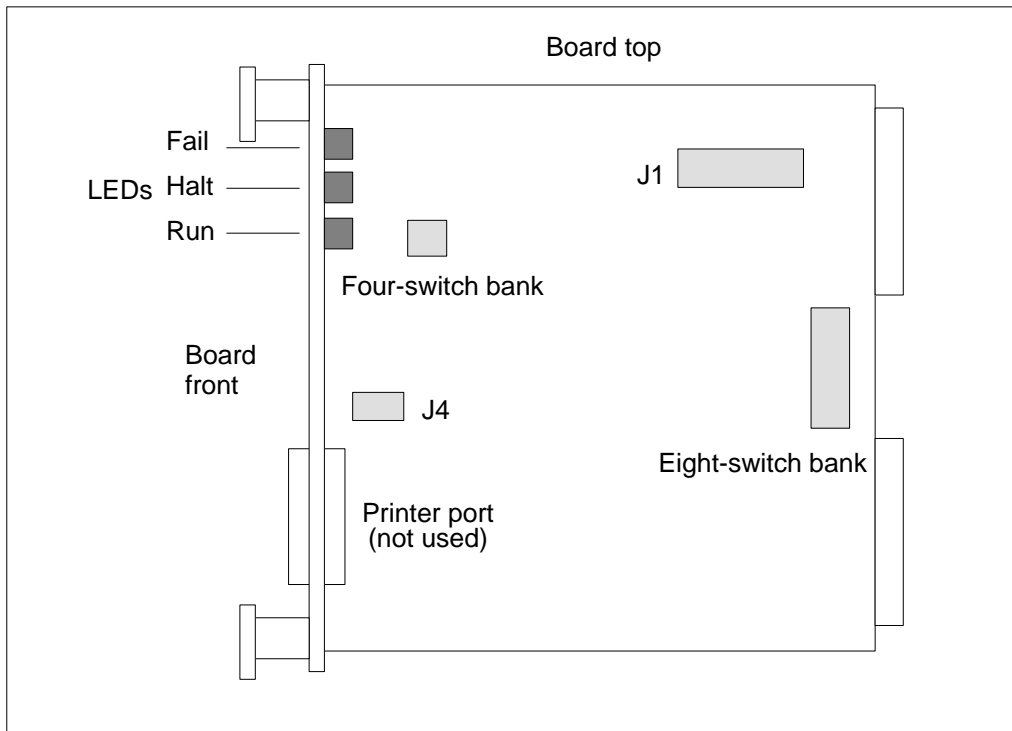 Board top
Fail
J1
LEDs
Halt
Run
Four-switch bank
Board
front
J4
Eight-switch bank
Printer port
(not used)